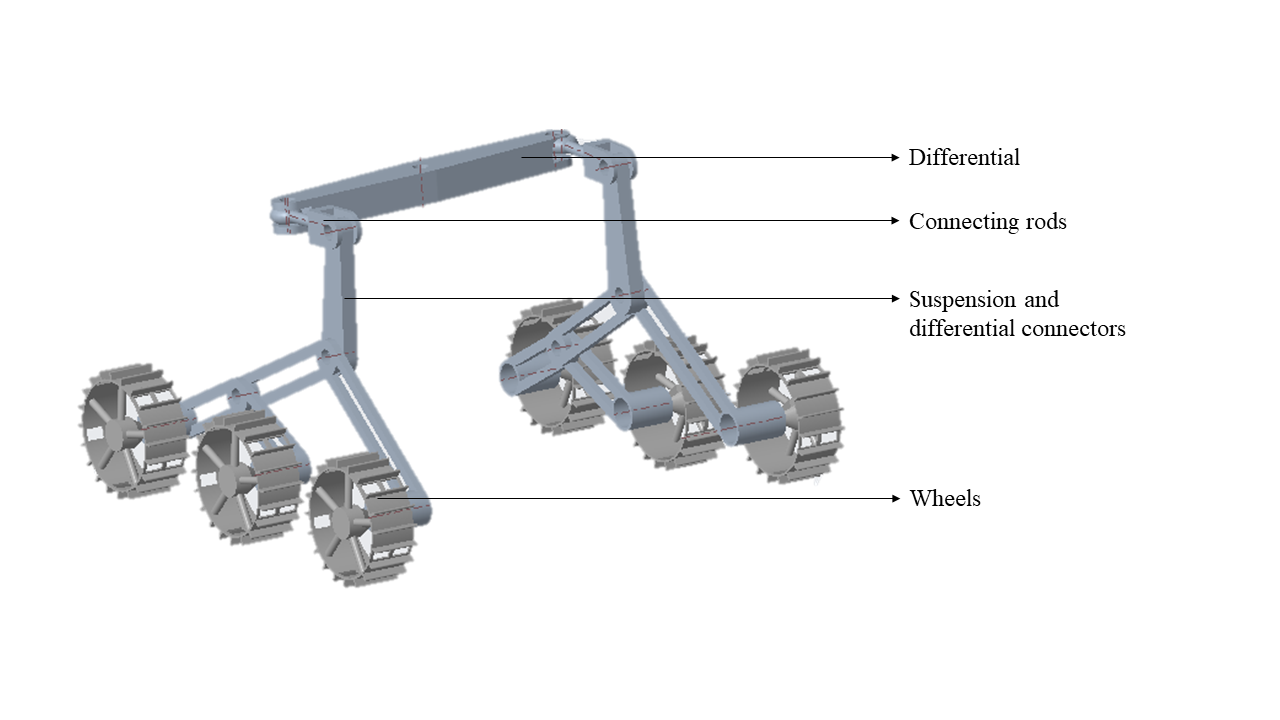 Differential
Connecting rods
Suspension and
differential connectors
Wheels